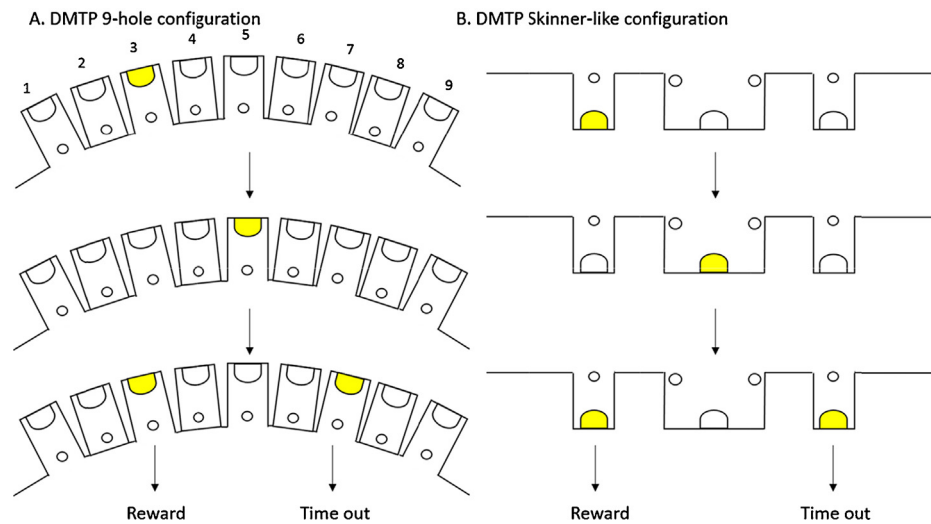 A. DMTP 9-hole configuration
B. DMTP Skinner-like configuration
1 2 3 4 5 6 7 8 9
Reward
Time out
Reward
Time out